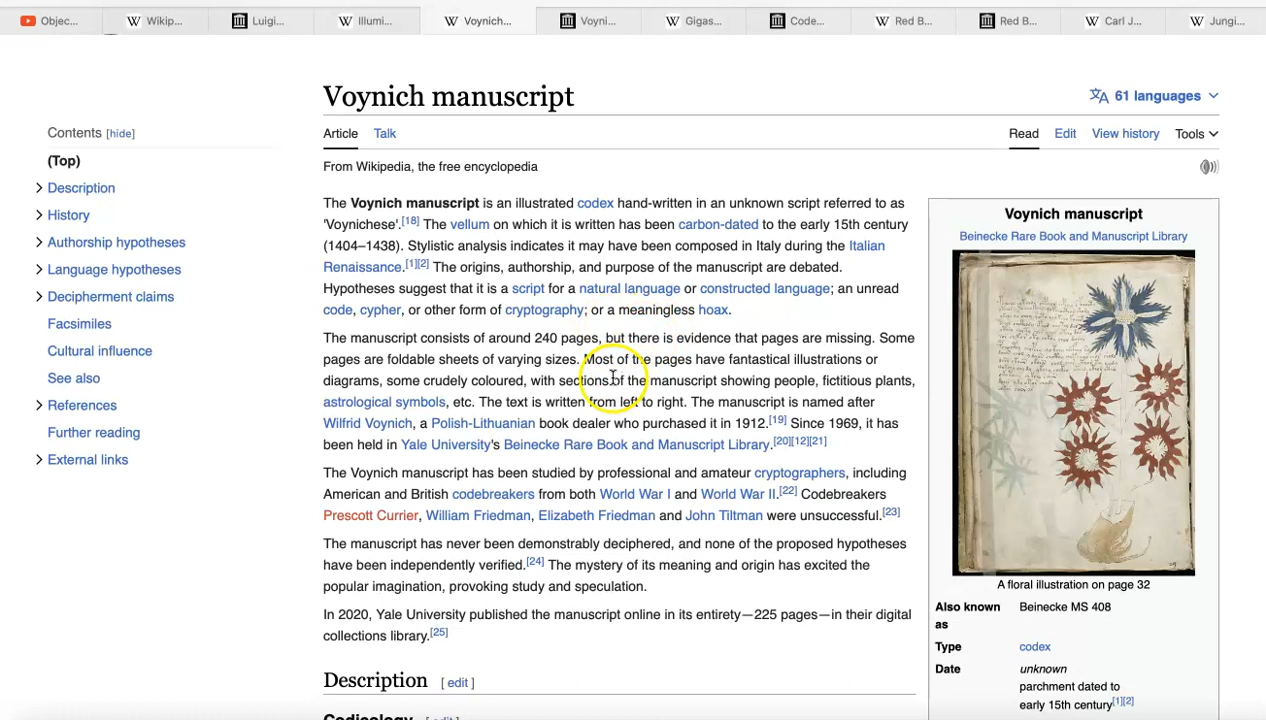 Objec...
Wikip...
Luigi...
Illumi...
Voynich...
Voyni...
Gigas...
Code...
Red B...
Red B...
Carl J...
Jungi...
Voynich manuscript
61 languages
Contents [hide]
Article Talk
Read Edit View history Tools
(Top)
From Wikipedia, the free encyclopedia
Description
History
Authorship hypotheses
Language hypotheses
Decipherment claims
Facsimiles
Cultural influence
See also
References
Further reading
External links
The Voynich manuscript is an illustrated codex hand-written in an unknown script referred to as
'Voynichese'.[18] The vellum on which it is written has been carbon-dated to the early 15th century
(1404–1438). Stylistic analysis indicates it may have been composed in Italy during the Italian
Renaissance.[1][2] The origins, authorship, and purpose of the manuscript are debated.
Hypotheses suggest that it is a script for a natural language or constructed language; an unread
code, cypher, or other form of cryptography; or a meaningless hoax.
The manuscript consists of around 240 pages, but there is evidence that pages are missing. Some
pages are foldable sheets of varying sizes. Most of the pages have fantastical illustrations or
diagrams, some crudely coloured, with sections of the manuscript showing people, fictitious plants,
astrological symbols, etc. The text is written from left to right. The manuscript is named after
Wilfrid Voynich, a Polish-Lithuanian book dealer who purchased it in 1912.[19] Since 1969, it has
been held in Yale University's Beinecke Rare Book and Manuscript Library.[20][12][21]
The Voynich manuscript has been studied by professional and amateur cryptographers, including
American and British codebreakers from both World War I and World War II.[22] Codebreakers
Prescott Currier, William Friedman, Elizabeth Friedman and John Tiltman were unsuccessful.[23]
The manuscript has never been demonstrably deciphered, and none of the proposed hypotheses
have been independently verified.[24] The mystery of its meaning and origin has excited the
popular imagination, provoking study and speculation.
In 2020, Yale University published the manuscript online in its entirety—225 pages—in their digital
collections library.[25]
Description [ edit ]
Voynich manuscript
Beinecke Rare Book and Manuscript Library
A floral illustration on page 32
Also known as Beinecke MS 408
Type codex
Date unknown
parchment dated to
early 15th century[1][2]